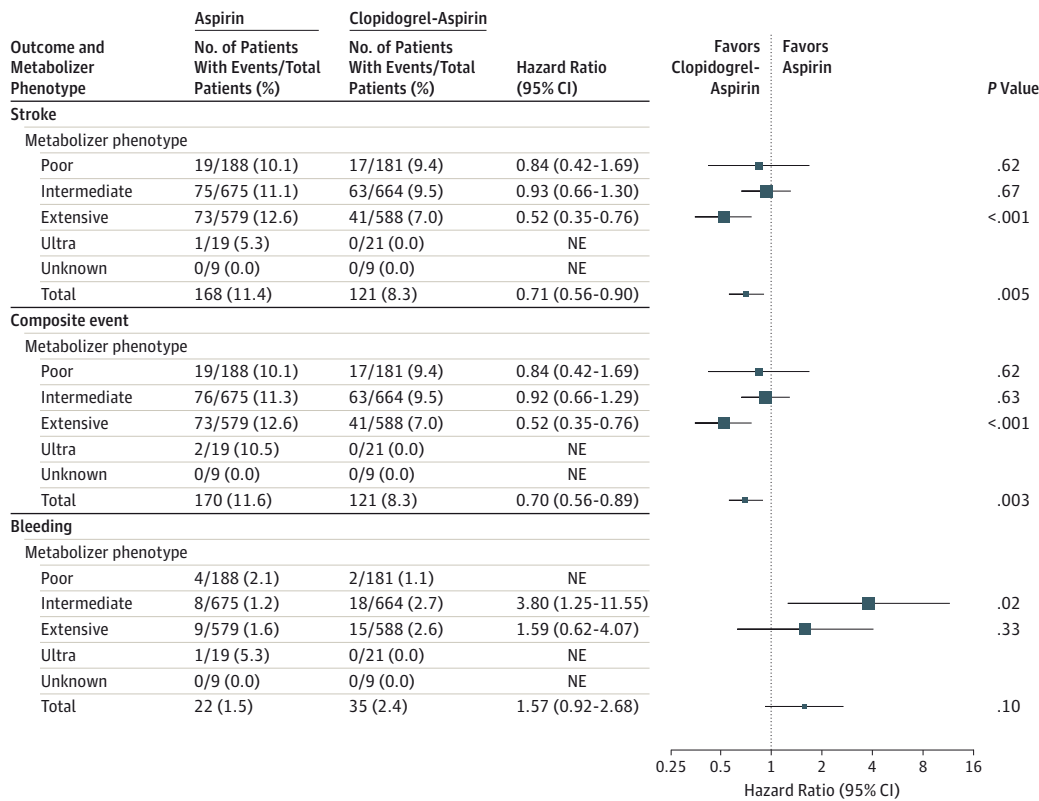 Aspirin Clopidogrel-Aspirin
Outcome and Metabolizer Phenotype No. of Patients With Events/Total Patients (%) No. of Patients With Events/Total Patients (%) Hazard Ratio (95% CI) Favors Clopidogrel-Aspirin Favors Aspirin P Value
Stroke
Metabolizer phenotype
Poor 19/188 (10.1) 17/181 (9.4) 0.84 (0.42-1.69) .62
Intermediate 75/675 (11.1) 63/664 (9.5) 0.93 (0.66-1.30) .67
Extensive 73/579 (12.6) 41/588 (7.0) 0.52 (0.35-0.76) <.001
Ultra 1/19 (5.3) 0/21 (0.0) NE
Unknown 0/9 (0.0) 0/9 (0.0) NE
Total 168 (11.4) 121 (8.3) 0.71 (0.56-0.90) .005
Composite event
Metabolizer phenotype
Poor 19/188 (10.1) 17/181 (9.4) 0.84 (0.42-1.69) .62
Intermediate 76/675 (11.3) 63/664 (9.5) 0.92 (0.66-1.29) .63
Extensive 73/579 (12.6) 41/588 (7.0) 0.52 (0.35-0.76) <.001
Ultra 2/19 (10.5) 0/21 (0.0) NE
Unknown 0/9 (0.0) 0/9 (0.0) NE
Total 170 (11.6) 121 (8.3) 0.70 (0.56-0.89) .003
Bleeding
Metabolizer phenotype
Poor 4/188 (2.1) 2/181 (1.1) NE
Intermediate 8/675 (1.2) 18/664 (2.7) 3.80 (1.25-11.55) .02
Extensive 9/579 (1.6) 15/588 (2.6) 1.59 (0.62-4.07) .33
Ultra 1/19 (5.3) 0/21 (0.0) NE
Unknown 0/9 (0.0) 0/9 (0.0) NE
Total 22 (1.5) 35 (2.4) 1.57 (0.92-2.68) .10
0.25 0.5 1 2 4 8 16
Hazard Ratio (95% CI)